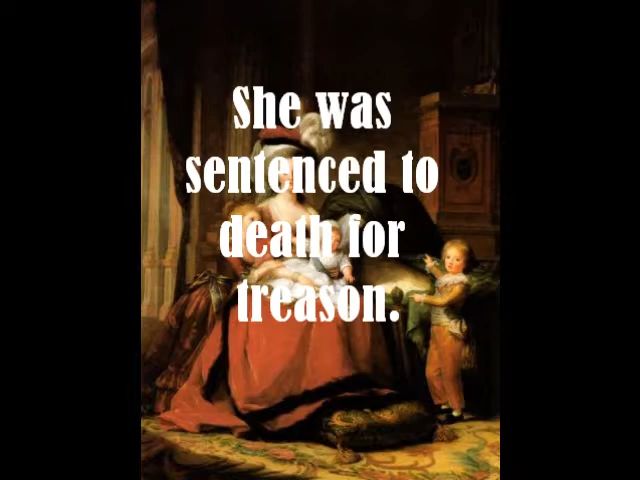 She was
sentenced to
death for
treason.